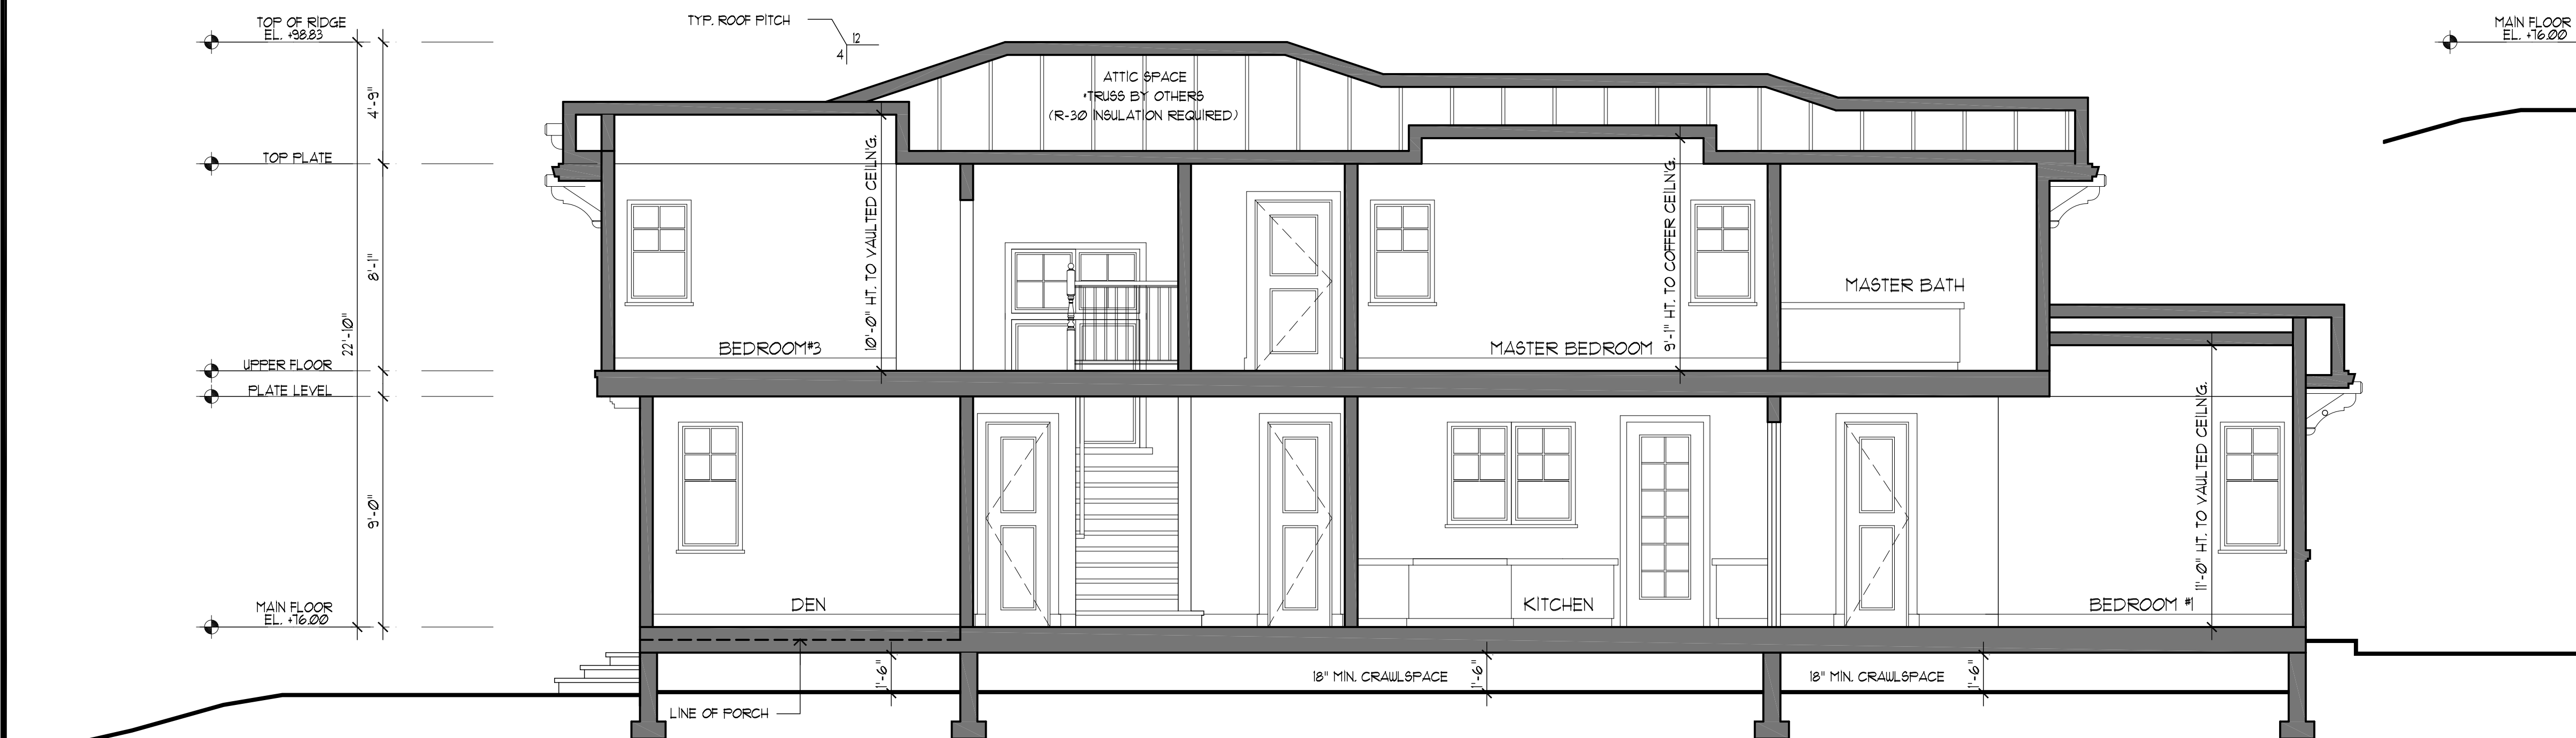 TOP OF RIDGE
EL. +98.83
TYP. ROOF PITCH
12
4
MAIN FLOOR
EL. +76.00
ATTIC SPACE
*TRUSS BY OTHERS
(R-30 INSULATION REQUIRED)
4'-9"
TOP PLATE
10'-0" HT. TO VAULTED CEILN'G.
9'-1" HT. TO COFFER CEILN'G.
8'-1"
22'-10"
MASTER BATH
BEDROOM#3
MASTER BEDROOM
UPPER FLOOR
PLATE LEVEL
9'-0"
11'-0" HT. TO VAULTED CEILN'G.
MAIN FLOOR
EL. +76.00
DEN
KITCHEN
BEDROOM #1
1'-6"
18" MIN. CRAWLSPACE
1'-6"
18" MIN. CRAWLSPACE
1'-6"
LINE OF PORCH